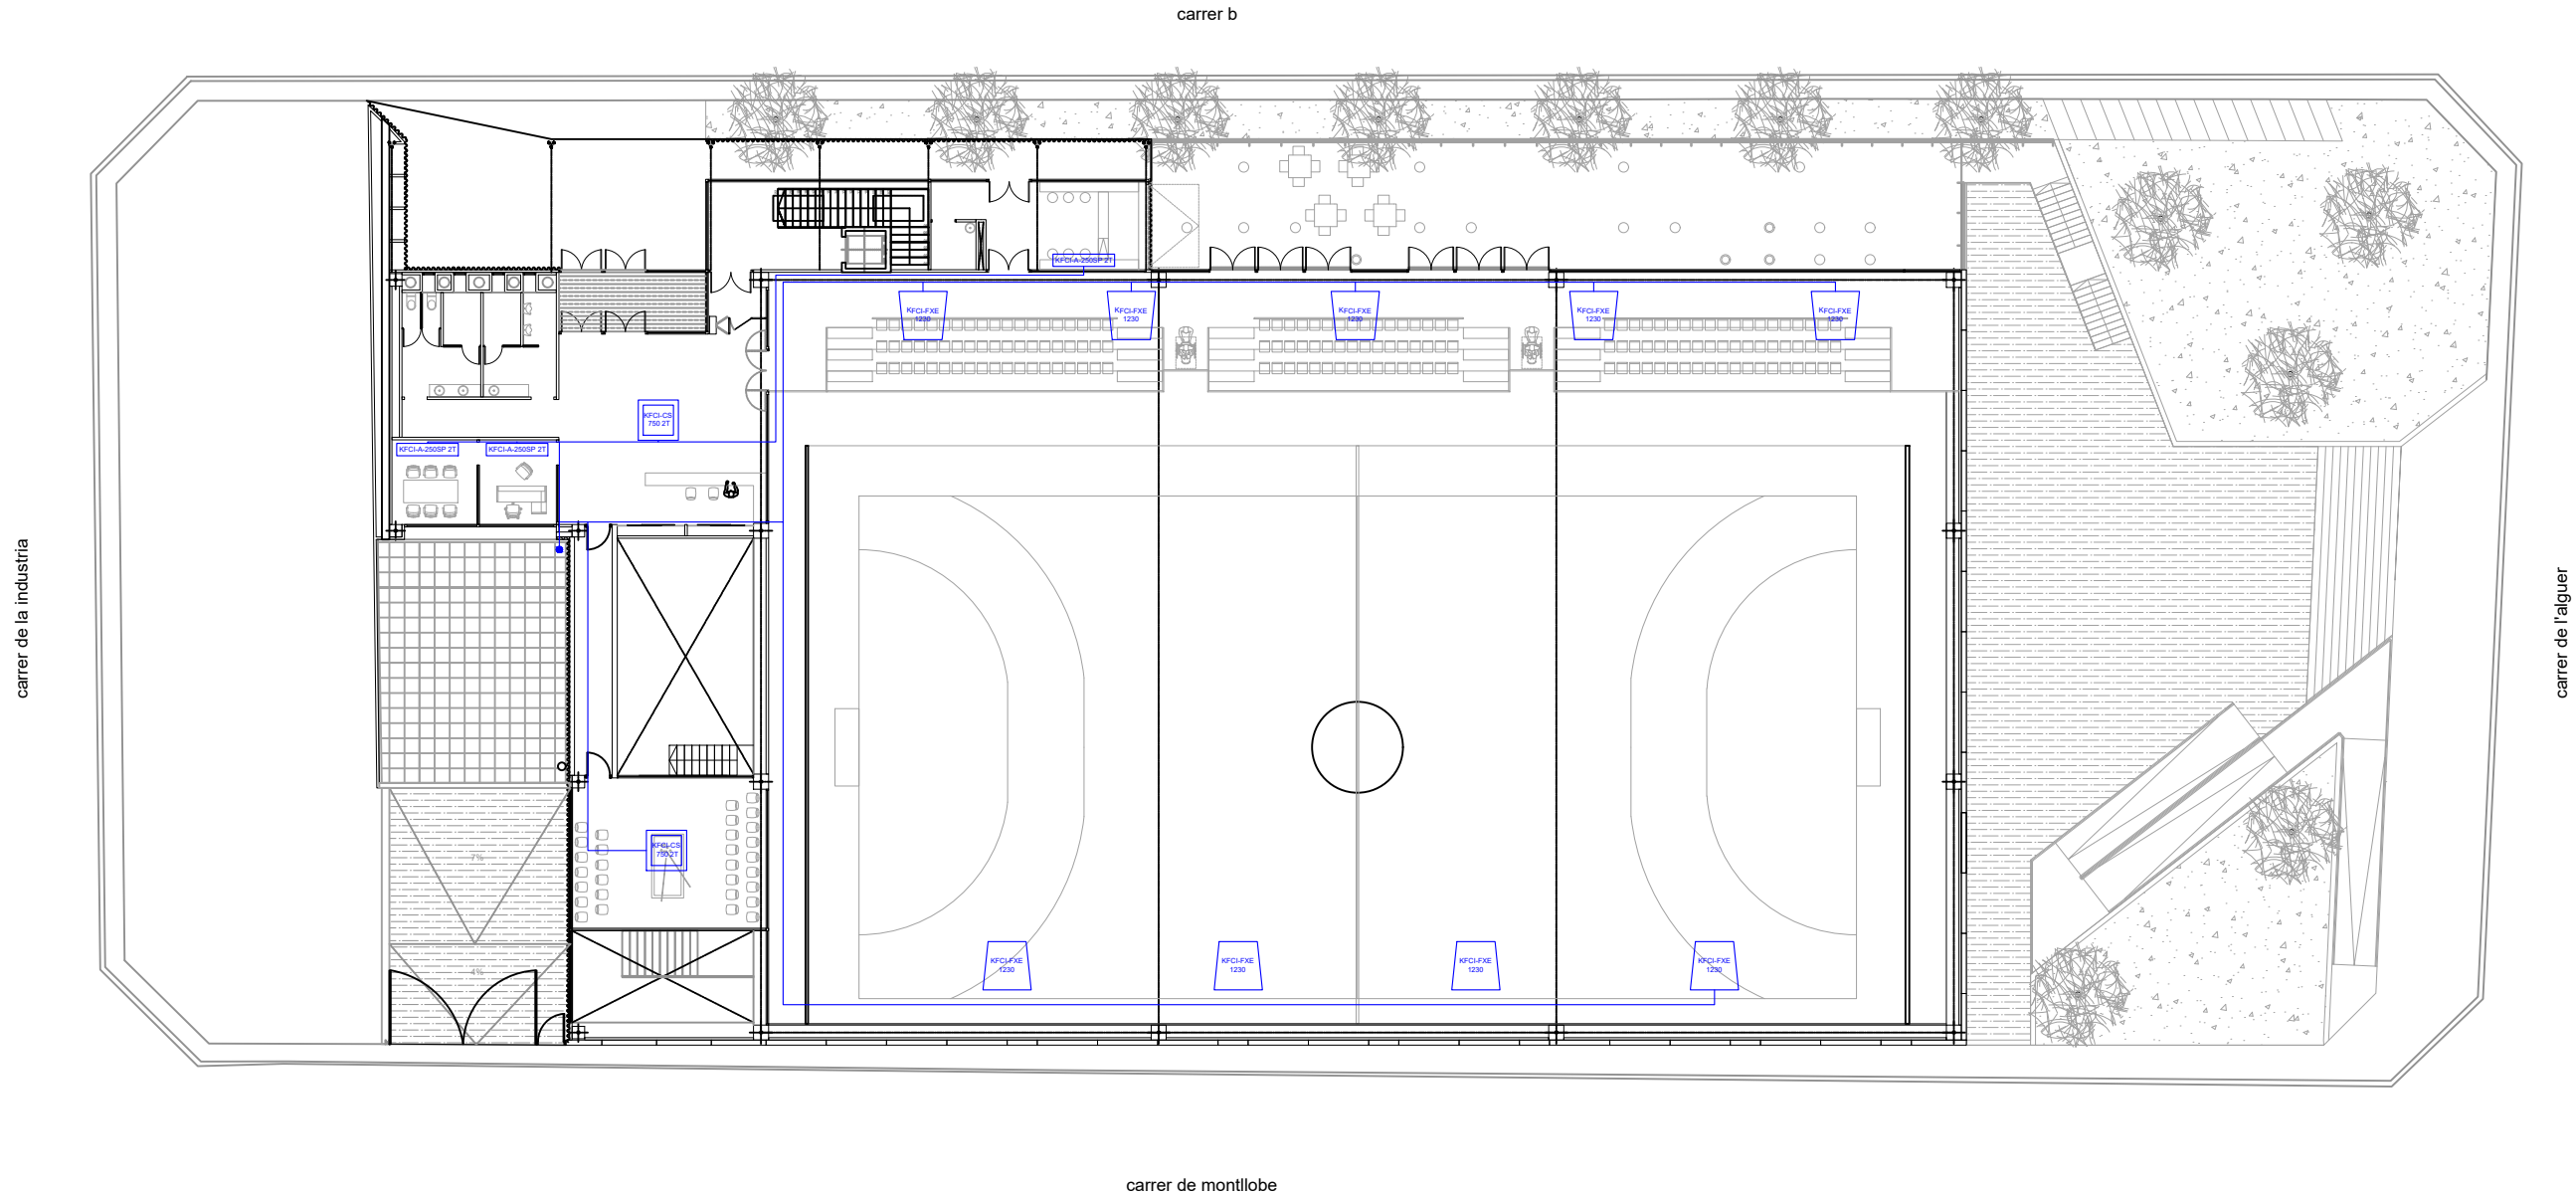 carrer b
KFCI-A-250SP 2T
KFCI-FXE
1230
KFCI-FXE
1230
KFCI-FXE
1230
KFCI-FXE
1230
KFCI-FXE
1230
KFCI-CS
750 2T
KFCI-A-250SP 2T
KFCI-A-250SP 2T
carrer de la industria
carrer de l'alguer
KFCI-CS
750 2T
7%
4%
KFCI-FXE
1230
KFCI-FXE
1230
KFCI-FXE
1230
KFCI-FXE
1230
carrer de montllobe